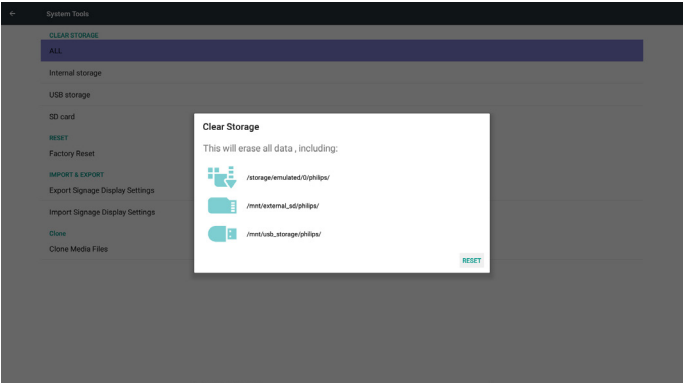 System Tools
CLEAR STORAGE
ALL
Internal storage
USB storage
SD card
RESET
Factory Reset
IMPORT & EXPORT
Export Signage Display Settings
Import Signage Display Settings
Clone
Clone Media Files
Clear Storage
This will erase all data , including:
/storage/emulated/0/philips/
/mnt/external_sd/philips/
/mnt/usb_storage/philips/
RESET